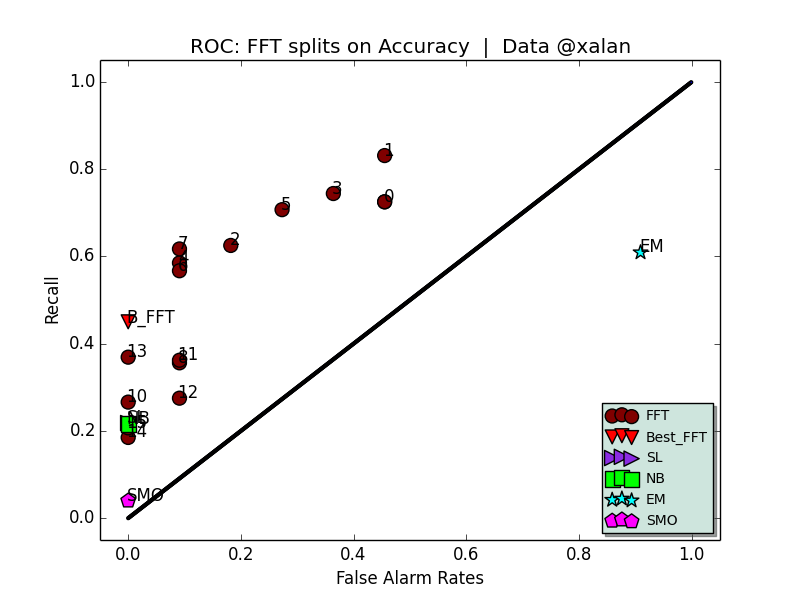 ROC: FFT splits on Accuracy | Data @xalan
1.0
0.8
0.6
0.4
0.2
0.0
Recall
1
3
0
5
2
7
EM
B_FFT
13
11
10
12
NB
14
SMO
FFT
Best_FFT
SL
NB
EM
SMO
0.0
0.2
0.4
0.6
0.8
1.0
False Alarm Rates